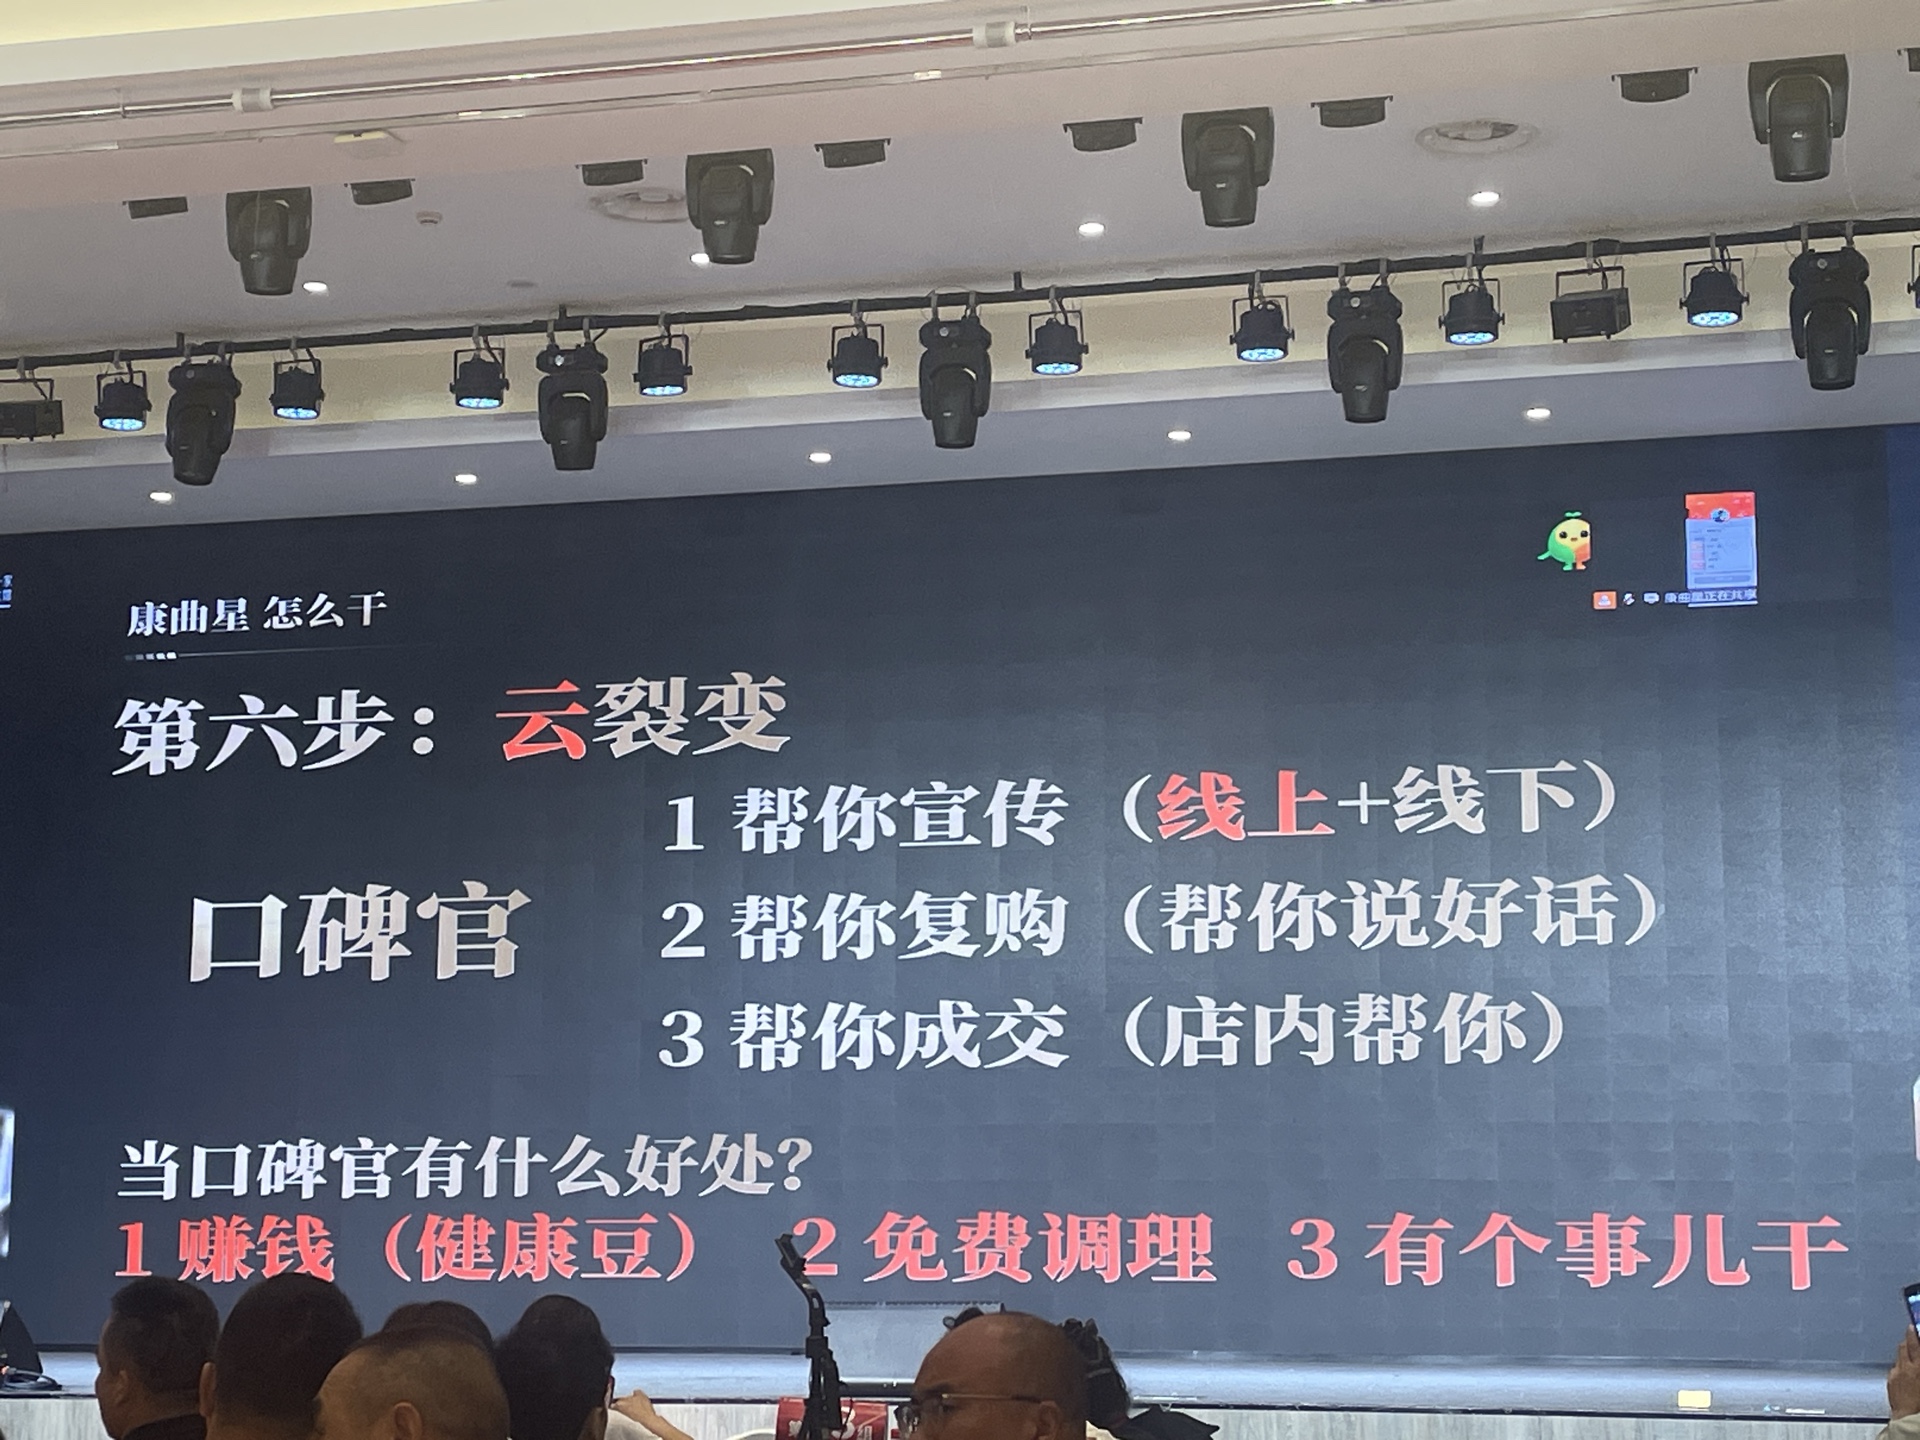 康曲星 怎么干
康曲星正在共享
第六步：云裂变
口碑官
1 帮你宣传（线上+线下）
2 帮你复购（帮你说好话）
3 帮你成交（店内帮你）
当口碑官有什么好处?
1 赚钱（健康豆） 2 免费调理 3 有个事儿干